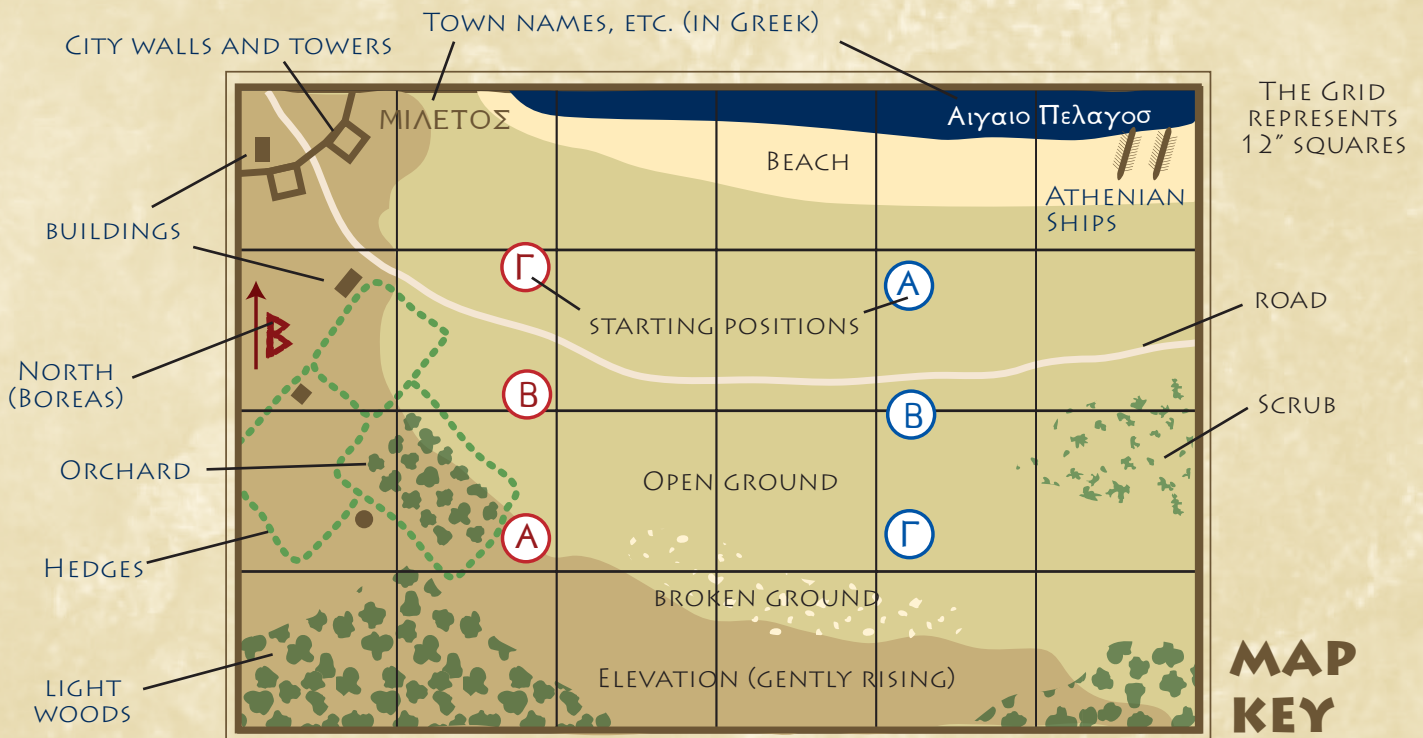 Town names, etc. (in Greek)
City walls and towers
The Grid
represents
12” squares
ΜΙΛΕΤΟΣ
Αιγαιο Πελαγοσ
Beach
Athenian
Ships
buildings
Γ
Α
starting positions
road
Β
North
(Boreas)
Β
Β
Scrub
Orchard
Open ground
Α
Γ
Hedges
broken ground
Elevation (gently rising)
light
woods
MAP
KEY